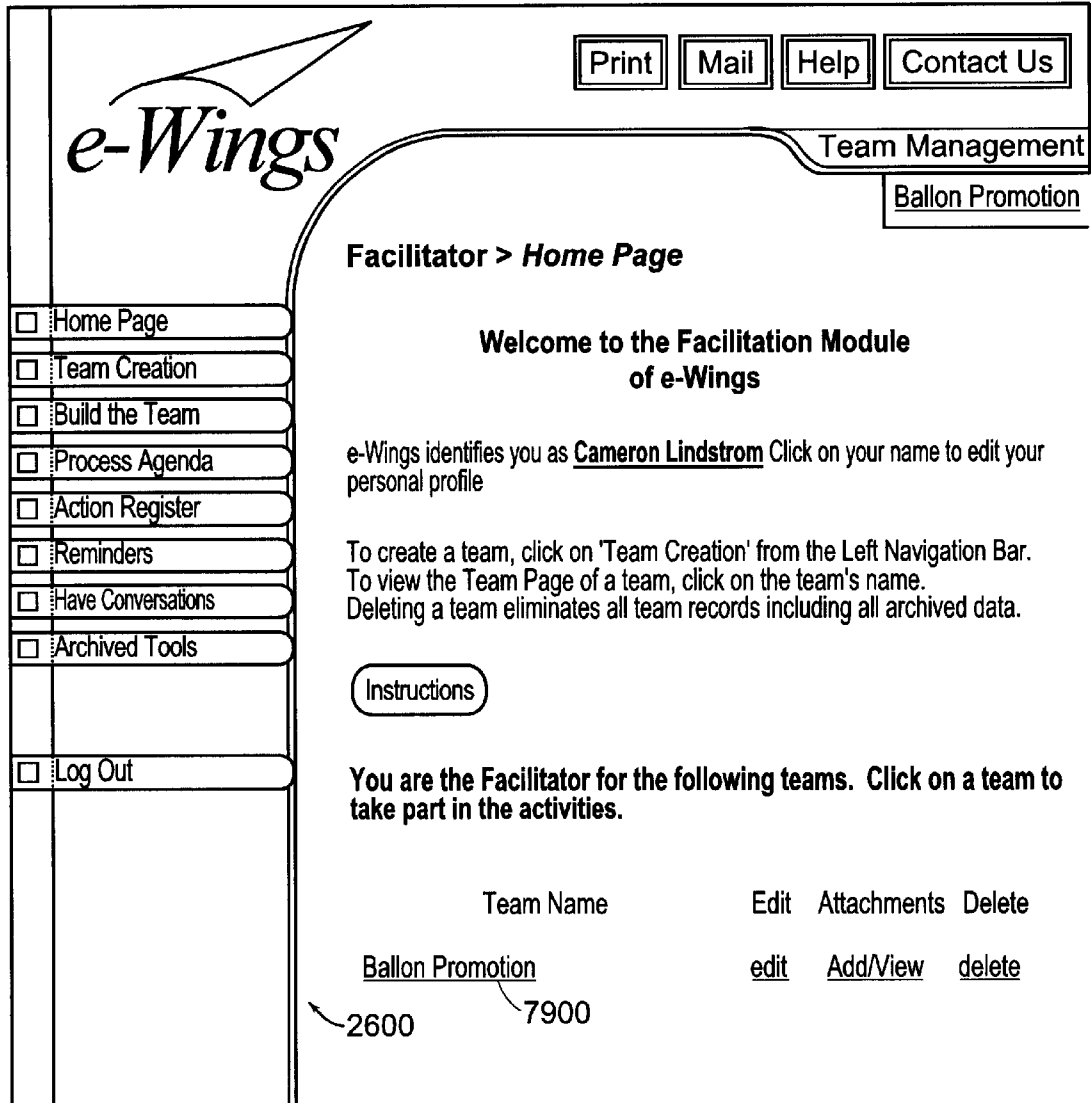 Print Mail Help Contact Us
e-Wings
Team Management
Ballon Promotion
Facilitator > Home Page
Home Page
Team Creation
Build the Team
Process Agenda
Action Register
Reminders
Have Conversations
Archived Tools
Log Out
Welcome to the Facilitation Module
of e-Wings
e-Wings identifies you as Cameron Lindstrom Click on your name to edit your
personal profile
To create a team, click on 'Team Creation' from the Left Navigation Bar.
To view the Team Page of a team, click on the team's name.
Deleting a team eliminates all team records including all archived data.
Instructions
You are the Facilitator for the following teams. Click on a team to
take part in the activities.
Team Name Edit Attachments Delete
Ballon Promotion edit Add/View delete
7900
2600